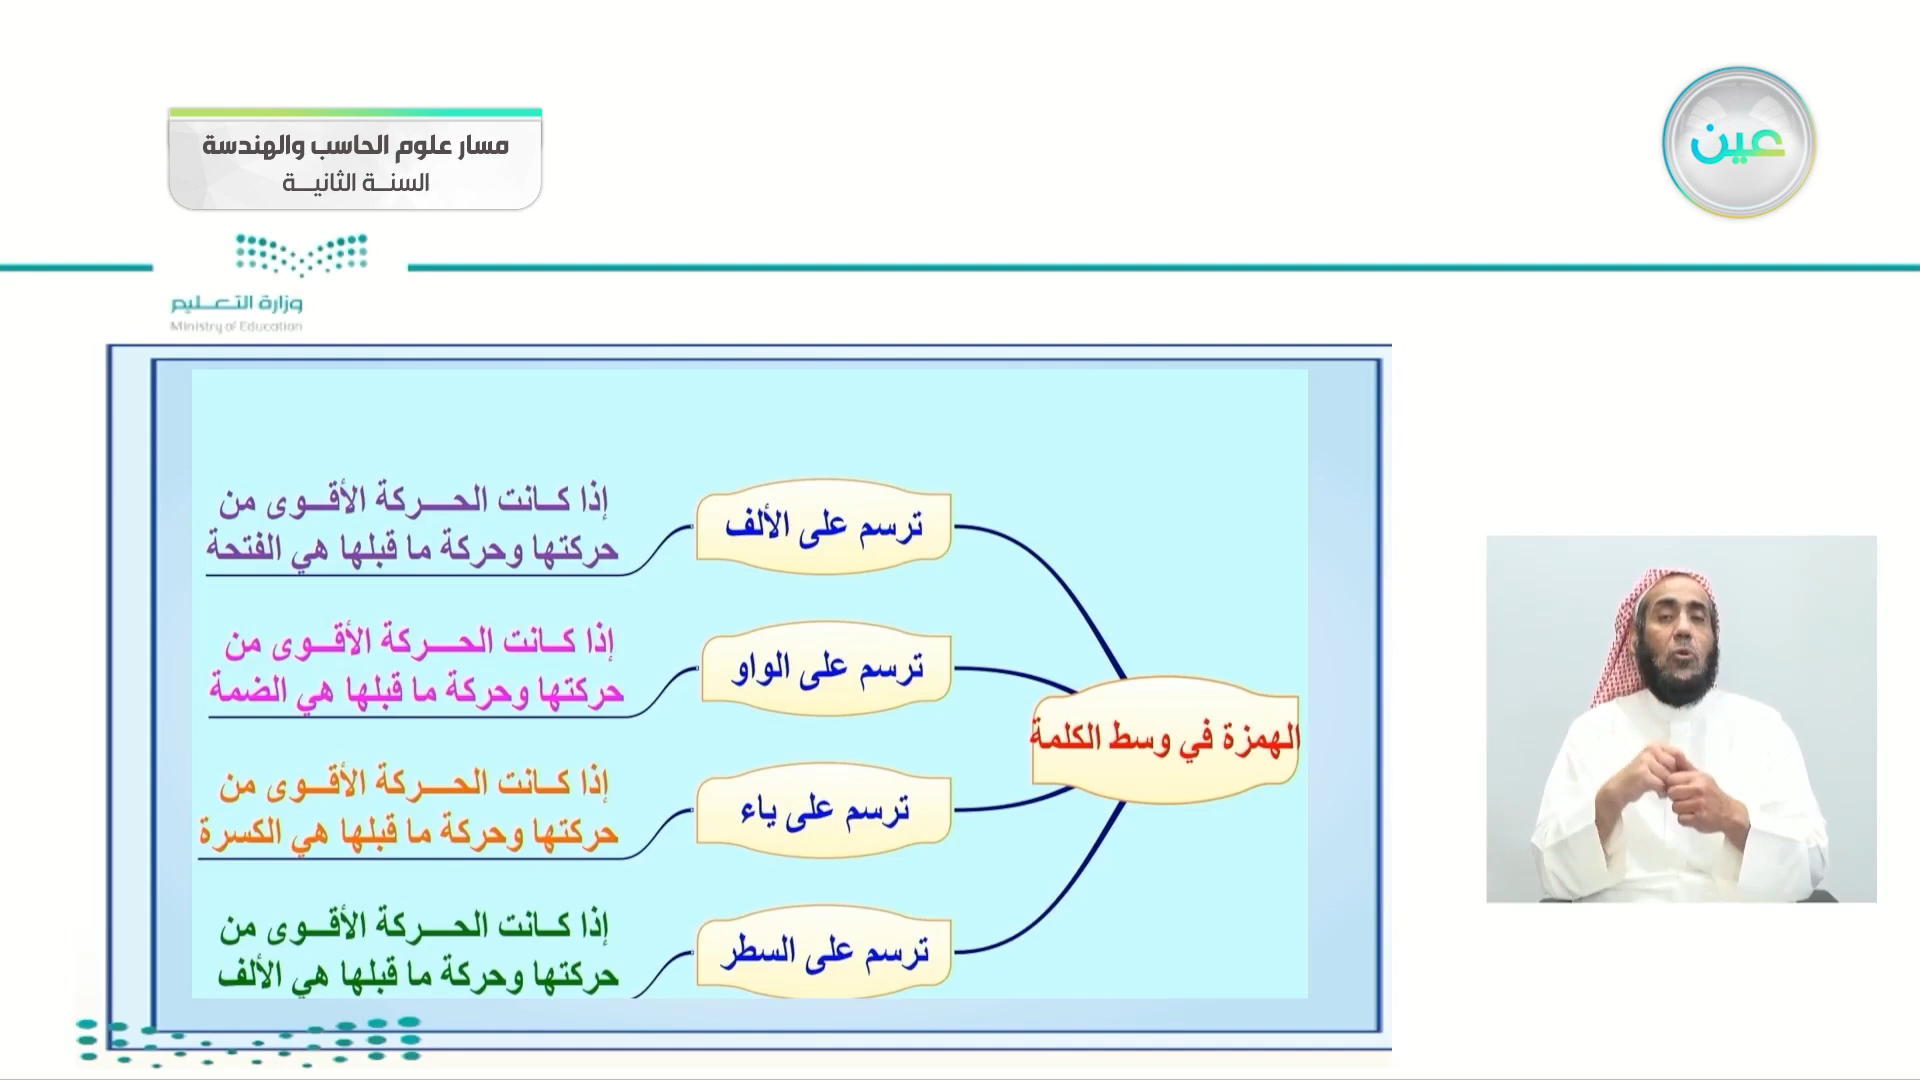 عين
مسار علوم الحاسب والهندسة
السنة الثانية
وزارة التعليم
Ministry of Education
الهمزة في وسط الكلمة
ترسم على الألف
إذا كانت الحركة الأقوى من
حركتها وحركة ما قبلها هي الفتحة
ترسم على الواو
إذا كانت الحركة الأقوى من
حركتها وحركة ما قبلها هي الضمة
ترسم على ياء
إذا كانت الحركة الأقوى من
حركتها وحركة ما قبلها هي الكسرة
ترسم على السطر
إذا كانت الحركة الأقوى من
حركتها وحركة ما قبلها هي الألف